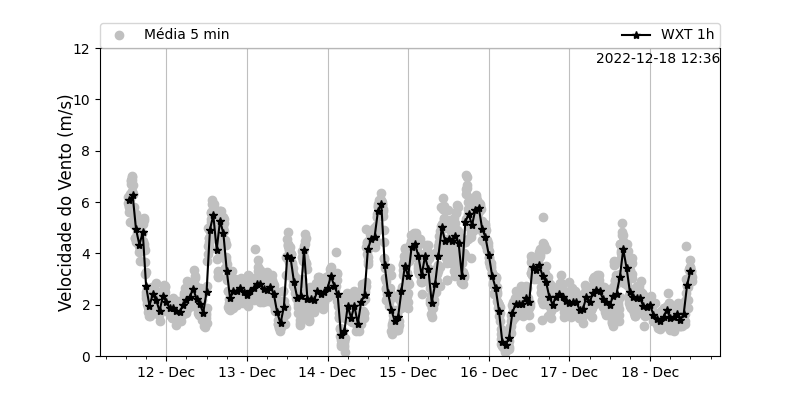 Média 5 min
WXT 1h
2022-12-18 12:36
Velocidade do Vento (m/s)
12
10
8
6
4
2
0
12 - Dec
13 - Dec
14 - Dec
15 - Dec
16 - Dec
17 - Dec
18 - Dec